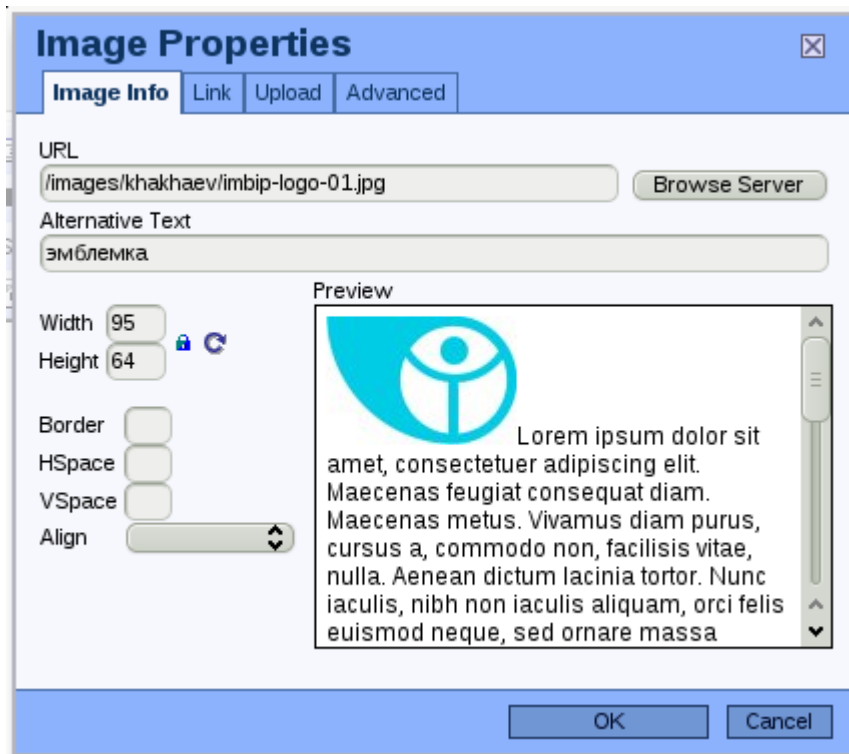 Image Properties
Image Info Link Upload Advanced
URL
/images/khakhaev/imbip-logo-01.jpg Browse Server
Alternative Text
эмблемка
Preview
Width 95
Height 64
Border
HSpace
VSpace
Align
Lorem ipsum dolor sit
amet, consectetuer adipiscing elit.
Maecenas feugiat consequat diam.
Maecenas metus. Vivamus diam purus,
cursus a, commodo non, facilisis vitae,
nulla. Aenean dictum lacinia tortor. Nunc
iaculis, nibh non iaculis aliquam, orci felis
euismod neque, sed ornare massa
OK Cancel